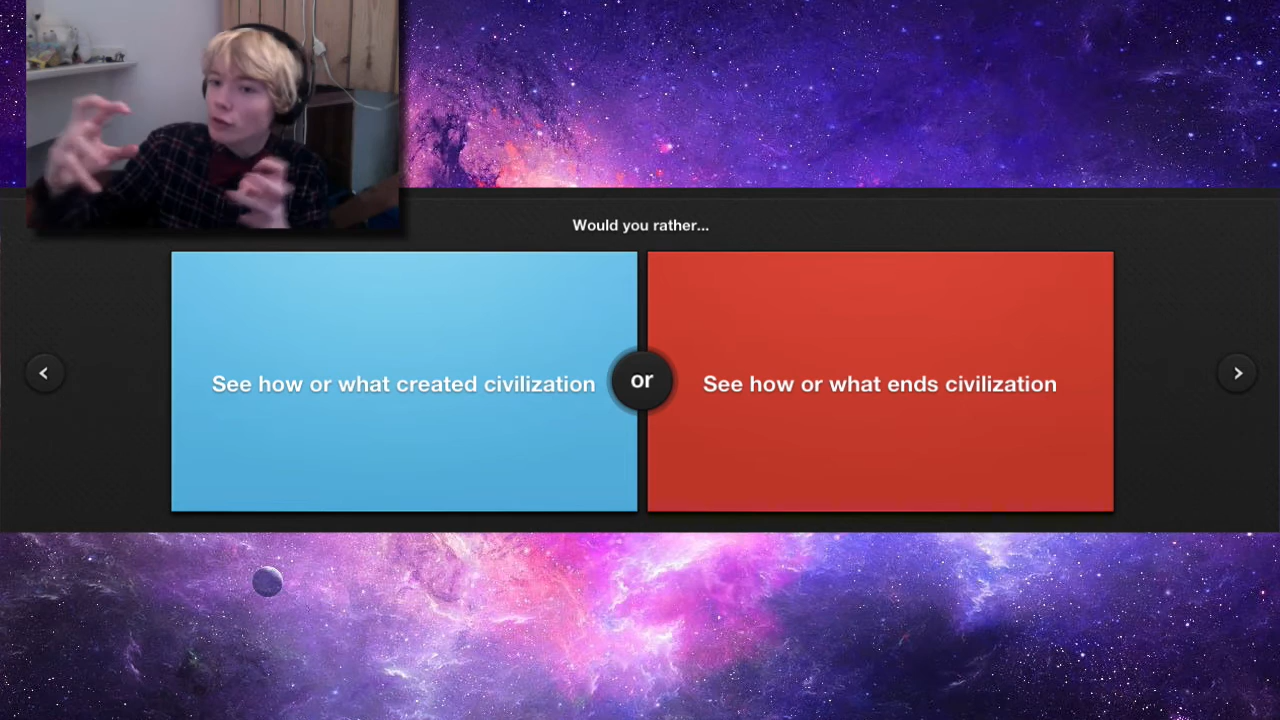 Would you rather...
See how or what created civilization
or
See how or what ends civilization